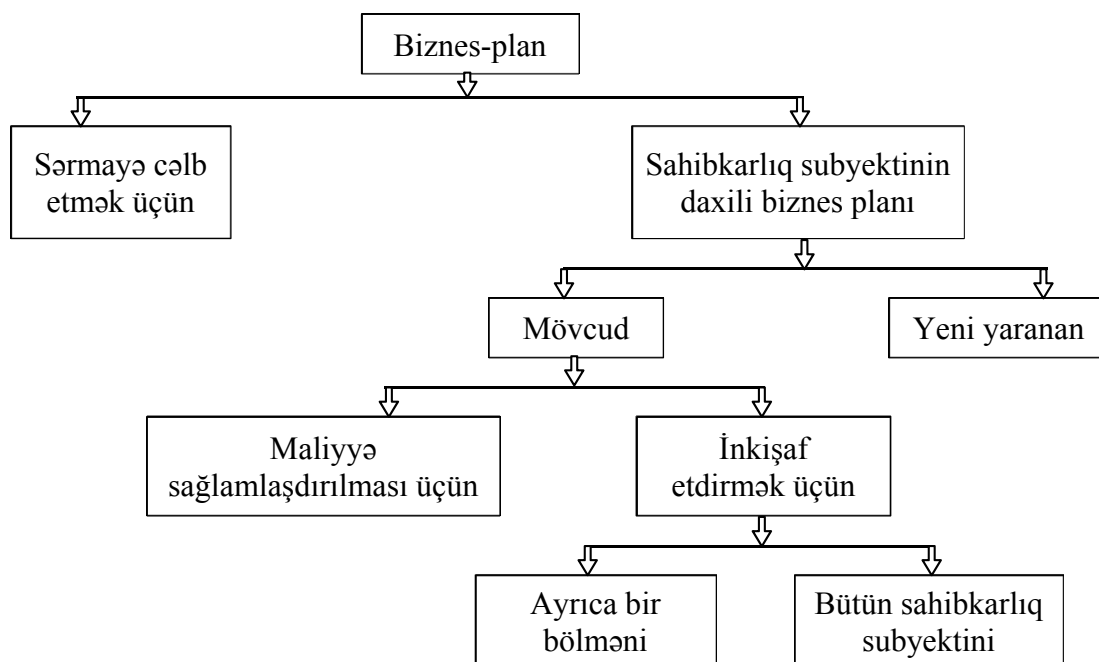 Biznes-plan
Sərmayə cəlb
etmək üçün
Sahibkarlıq subyektinin
daxili biznes planı
Mövcud
Yeni yaranan
Maliyyə
sağlamlaşdırılması üçün
İnkişaf
etdirmək üçün
Ayrıca bir
bölməni
Bütün sahibkarlıq
subyektini